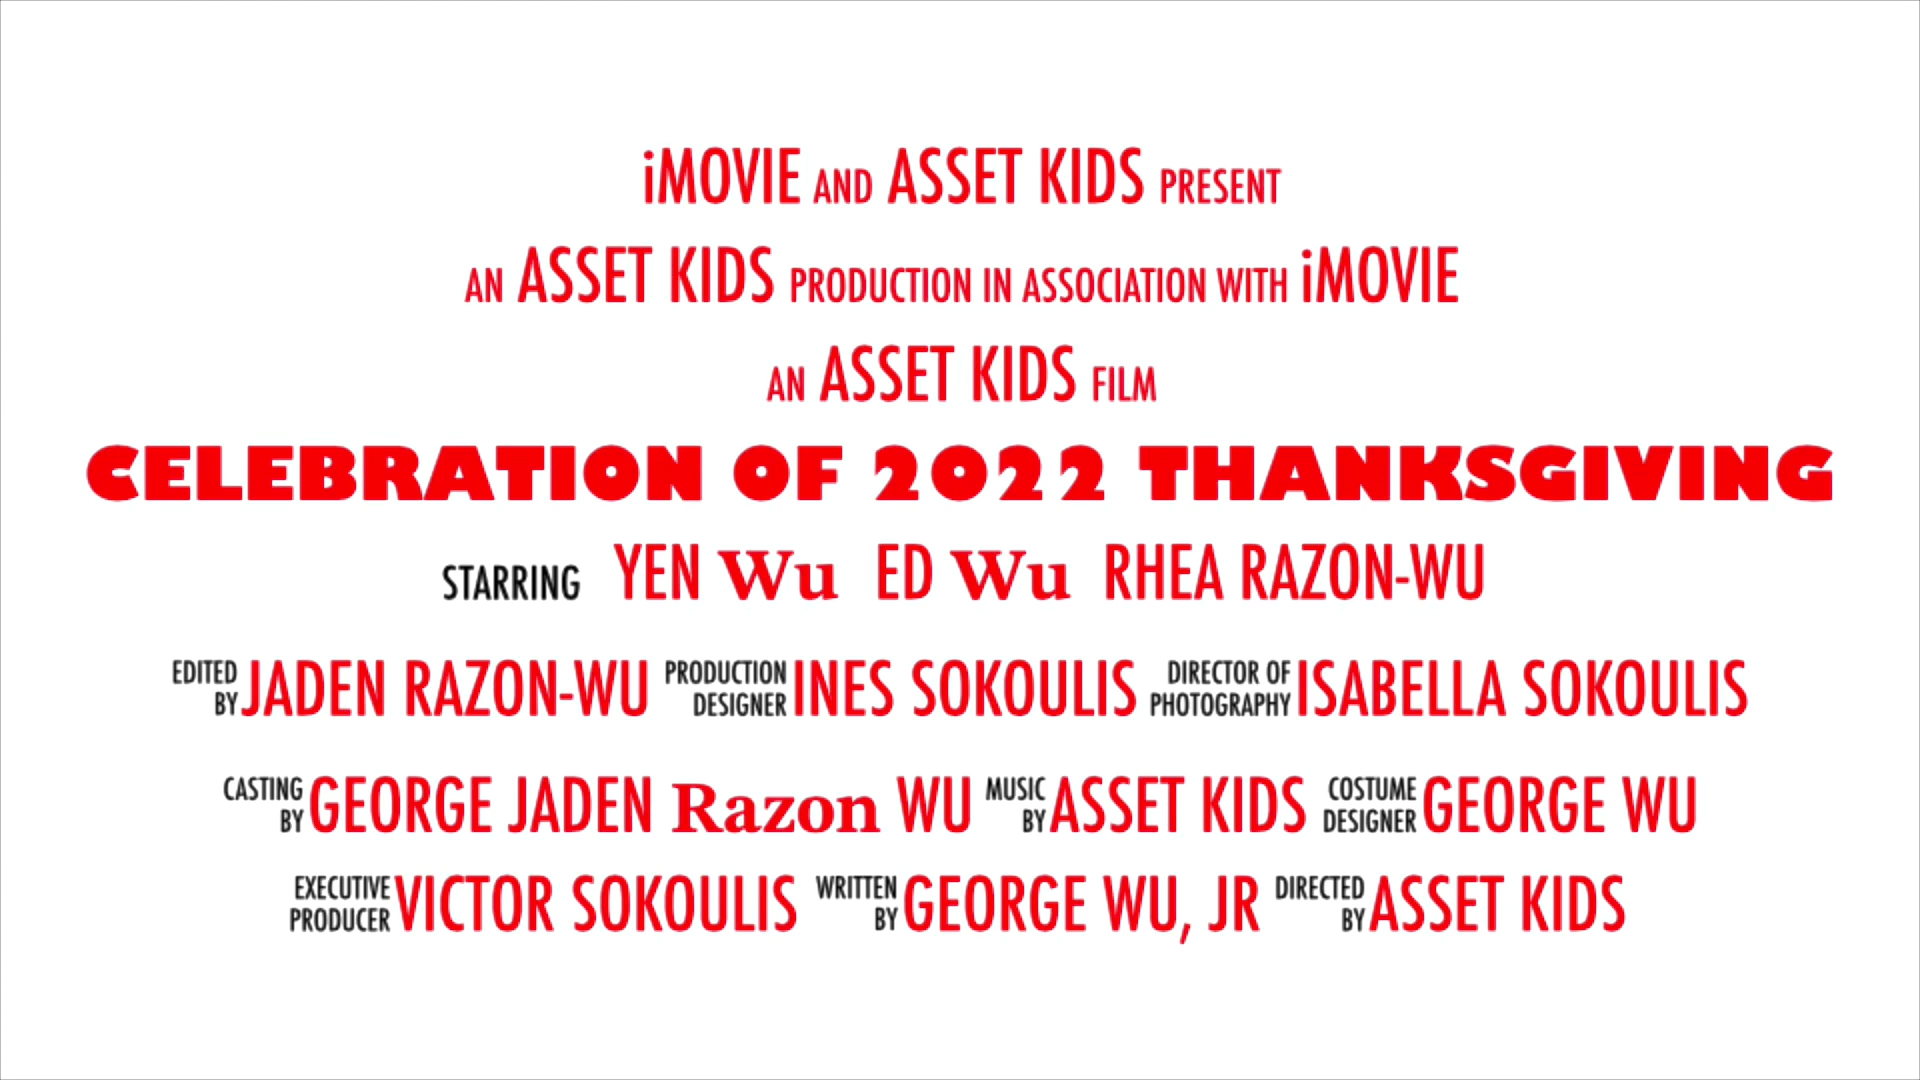 iMOVIE AND ASSET KIDS PRESENT
AN ASSET KIDS PRODUCTION IN ASSOCIATION WITH iMOVIE
AN ASSET KIDS FILM
CELEBRATION OF 2022 THANKSGIVING
STARRING YEN Wu ED Wu RHEA RAZON-WU
EDITED BY JADEN RAZON-WU PRODUCTION DESIGNER INES SOKOULIS DIRECTOR OF PHOTOGRAPHY ISABELLA SOKOULIS
CASTING BY GEORGE JADEN Razon WU MUSIC BY ASSET KIDS COSTUME DESIGNER GEORGE WU
EXECUTIVE PRODUCER VICTOR SOKOULIS WRITTEN BY GEORGE WU, JR DIRECTED BY ASSET KIDS